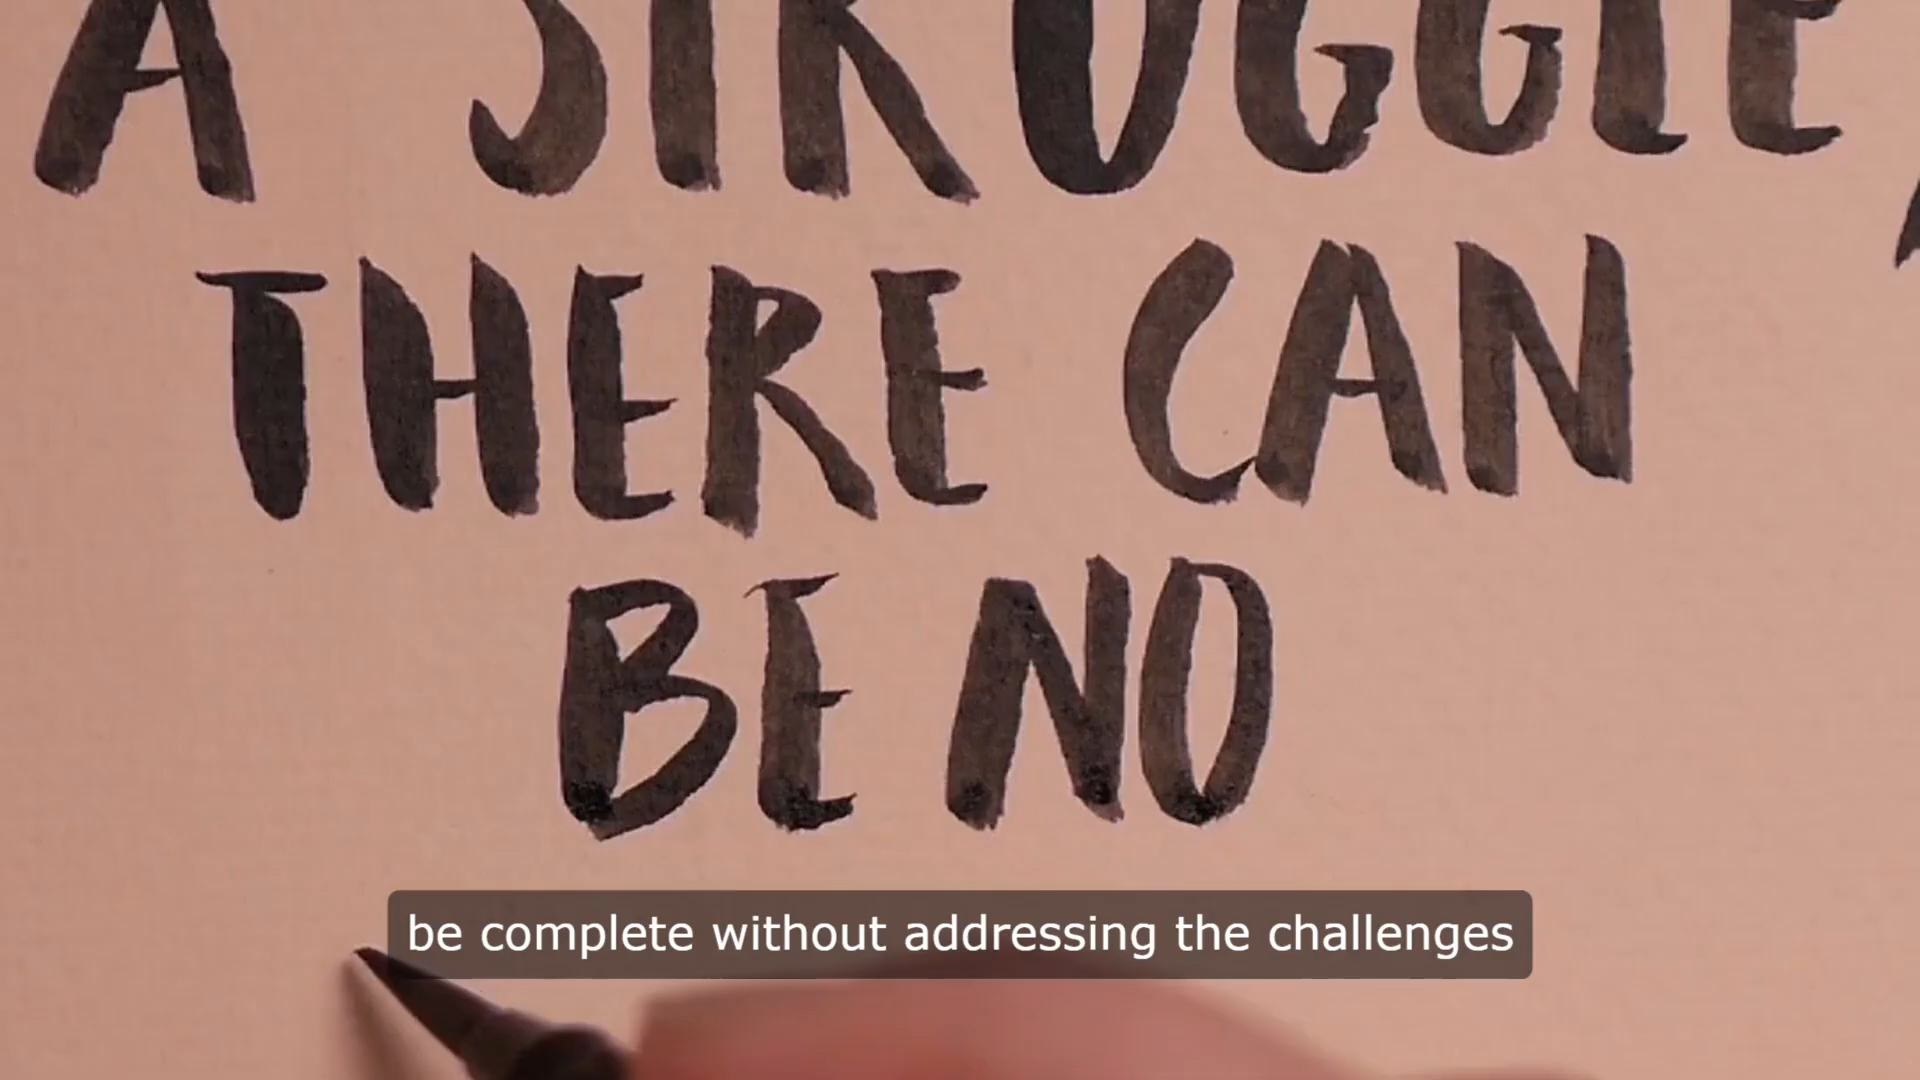 A STRUGGLE,
THERE CAN
BE NO
be complete without addressing the challenges